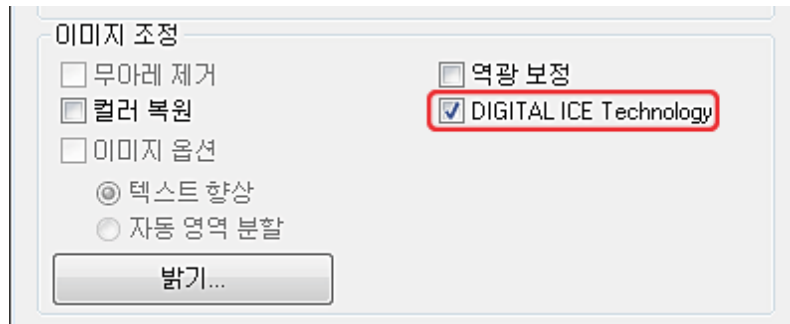 이미지 조정
무아레 제거
역광 보정
컬러 복원
DIGITAL ICE Technology
이미지 옵션
텍스트 향상
자동 영역 분할
밝기...